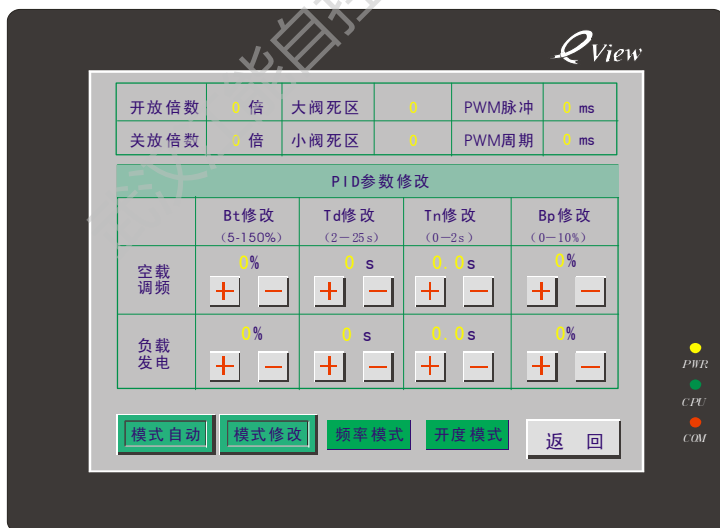 eView
开放倍数 0 倍 大阀死区 0 PWM脉冲 0 ms
关放倍数 0 倍 小阀死区 0 PWM周期 0 ms
PID参数修改
Bt修改 Td修改 Tn修改 Bp修改
(5-150%) (2－25s) (0－2s) (0－10%)
空载调频 0% 0 s 0.0s 0%
+ － + － + － + －
负载发电 0% 0 s 0.0s 0%
+ － + － + － + －
模式自动 模式修改 频率模式 开度模式 返 回
PWR
CPU
COM